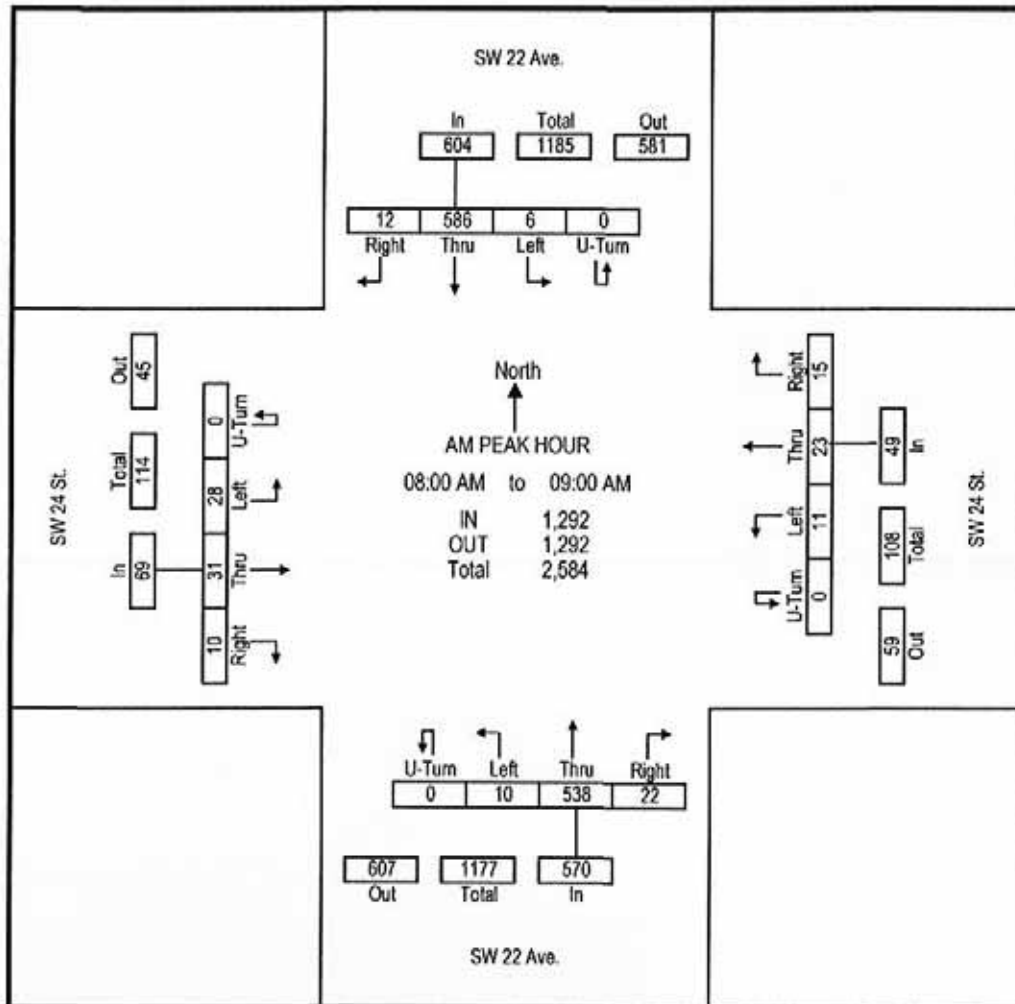 SW 22 Ave.
In Total Out
604 1185 581
12 586 6 0
Right Thru Left U-Turn
SW 24 St.
Out 45
Total 114
In 69
0 U-Turn
28 Left
31 Thru
10 Right
North
AM PEAK HOUR
08:00 AM to 09:00 AM
IN 1,292
OUT 1,292
Total 2,584
Right 15
Thru 23
Left 11
U-Turn 0
49 In
108 Total
59 Out
SW 24 St.
U-Turn Left Thru Right
0 10 538 22
607 1177 570
Out Total In
SW 22 Ave.